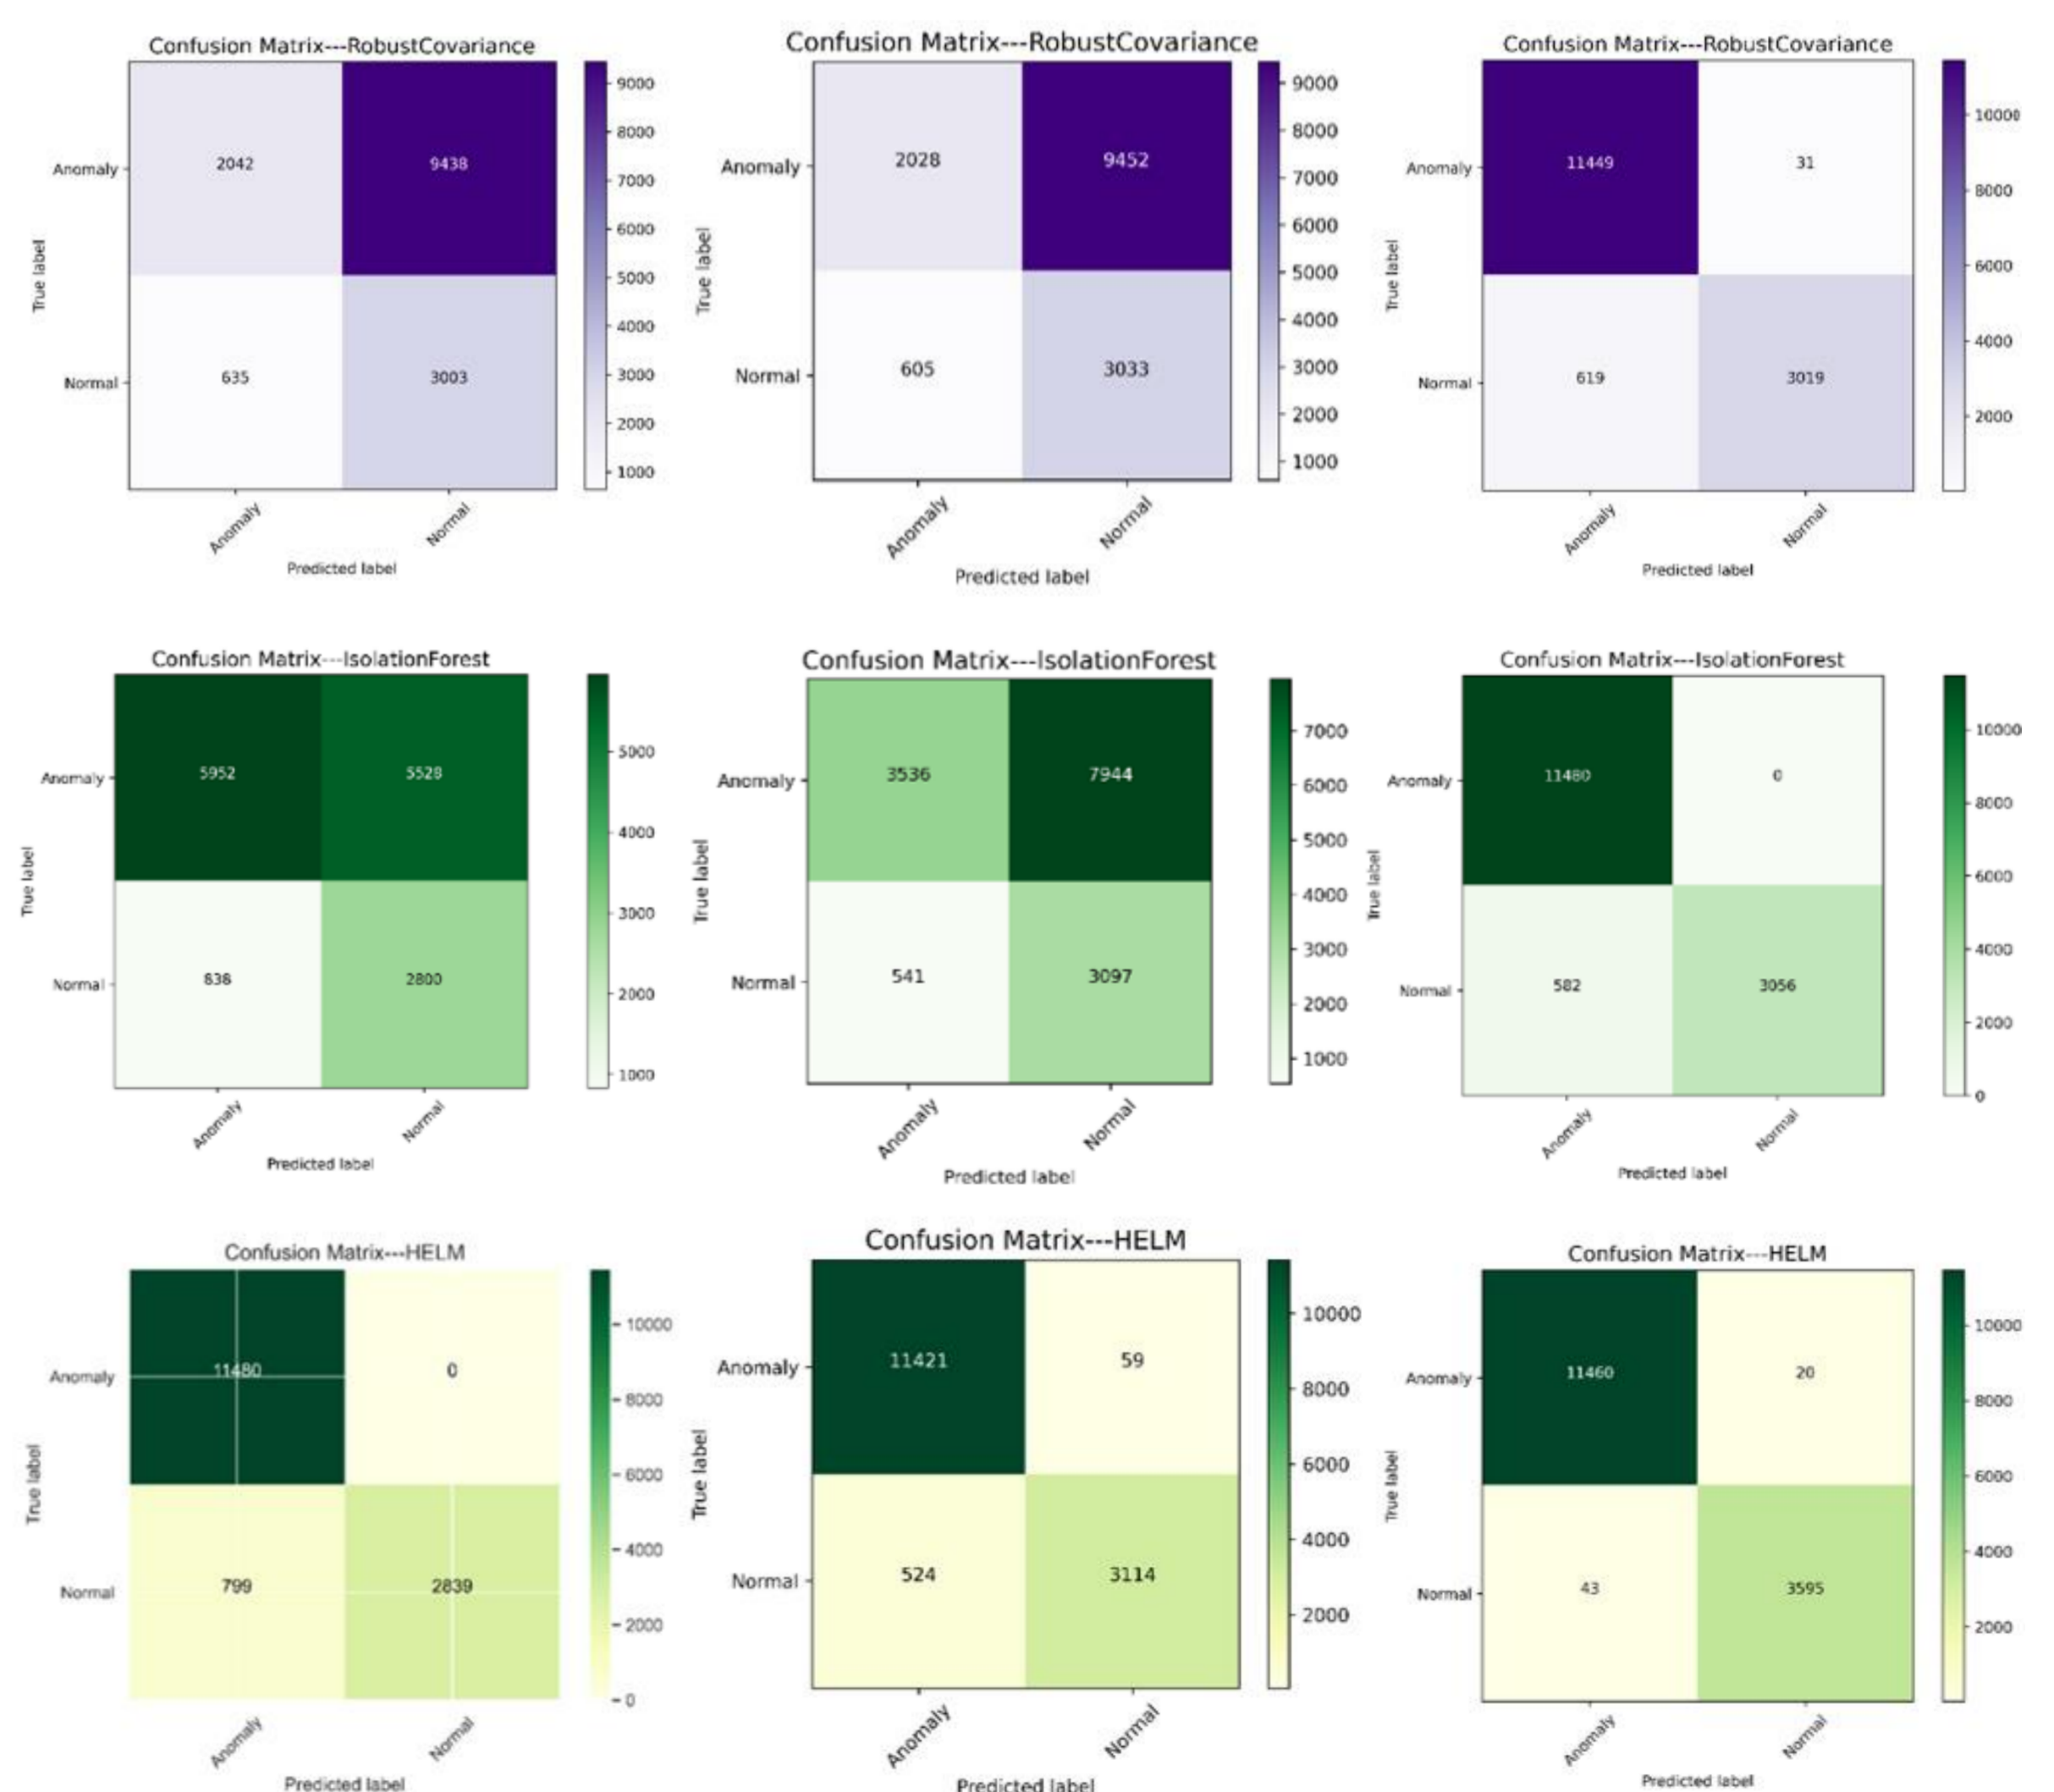 Confusion Matrix---RobustCovariance
9000
8000
7000
6000
5000
4000
3000
2000
1000
Anomaly
2042
9438
Normal
635
3003
True label
Anomaly
Normal
Predicted label
Confusion Matrix---RobustCovariance
9000
8000
7000
6000
5000
4000
3000
2000
1000
Anomaly
2028
9452
Normal
605
3033
True label
Anomaly
Normal
Predicted label
Confusion Matrix---RobustCovariance
10000
8000
6000
4000
2000
Anomaly
11449
31
Normal
619
3019
True label
Anomaly
Normal
Predicted label
Confusion Matrix---IsolationForest
5000
4000
3000
2000
1000
Anomaly
5952
5528
Normal
838
2800
True label
Anomaly
Normal
Predicted label
Confusion Matrix---IsolationForest
7000
6000
5000
4000
3000
2000
1000
Anomaly
3536
7944
Normal
541
3097
True label
Anomaly
Normal
Predicted label
Confusion Matrix---IsolationForest
10000
8000
6000
4000
2000
0
Anomaly
11480
0
Normal
582
3056
True label
Anomaly
Normal
Predicted label
Confusion Matrix---HELM
10000
8000
6000
4000
2000
0
Anomaly
11480
0
Normal
799
2839
True label
Anomaly
Normal
Predicted label
Confusion Matrix---HELM
10000
8000
6000
4000
2000
Anomaly
11421
59
Normal
524
3114
True label
Anomaly
Normal
Predicted label
Confusion Matrix---HELM
10000
8000
6000
4000
2000
Anomaly
11460
20
Normal
43
3595
True label
Anomaly
Normal
Predicted label